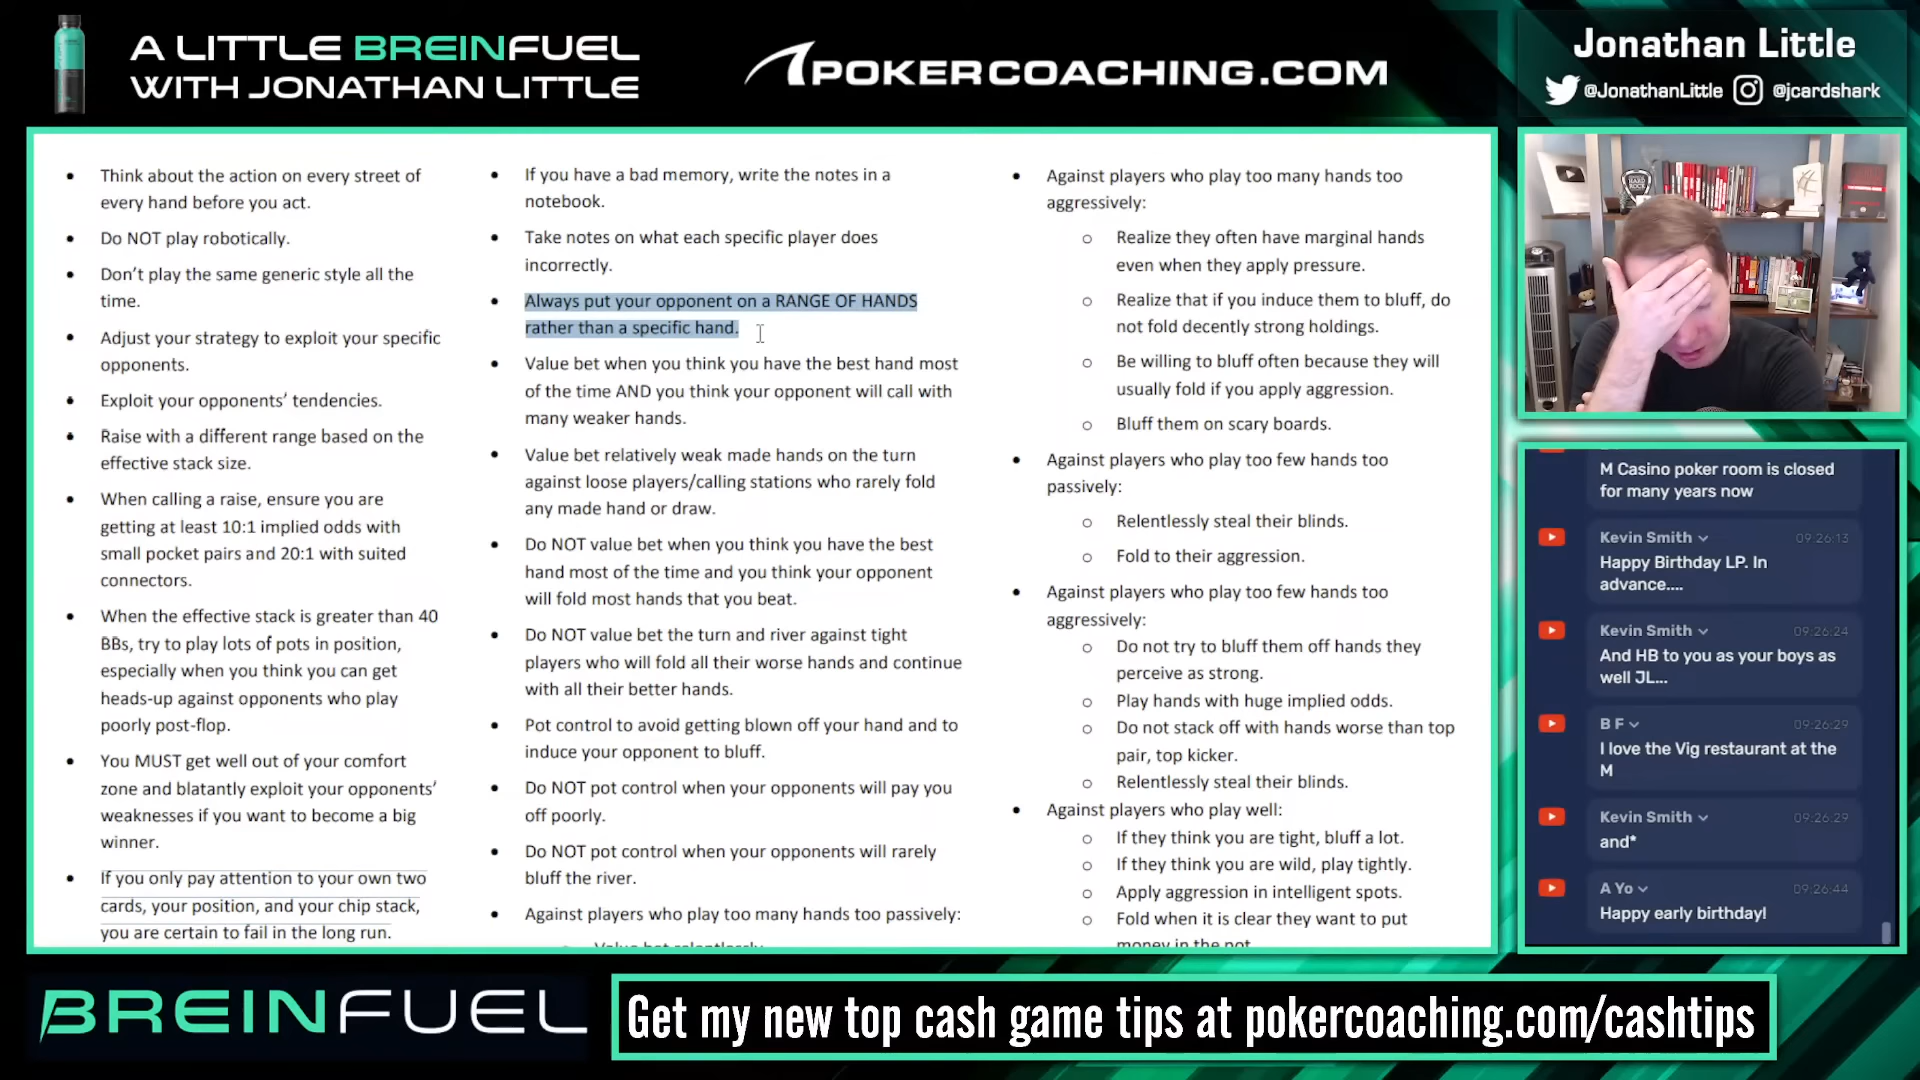 A LITTLE BREINFUEL
WITH JONATHAN LITTLE
POKERCOACHING.COM
Jonathan Little
@JonathanLittle @jcardshark
Think about the action on every street of
every hand before you act.
Do NOT play robotically.
Don't play the same generic style all the
time.
Adjust your strategy to exploit your specific
opponents.
Exploit your opponents' tendencies.
Raise with a different range based on the
effective stack size.
When calling a raise, ensure you are
getting at least 10:1 implied odds with
small pocket pairs and 20:1 with suited
connectors.
When the effective stack is greater than 40
BBs, try to play lots of pots in position,
especially when you think you can get
heads-up against opponents who play
poorly post-flop.
You MUST get well out of your comfort
zone and blatantly exploit your opponents'
weaknesses if you want to become a big
winner.
If you only pay attention to your own two
cards, your position, and your chip stack,
you are certain to fail in the long run.
If you have a bad memory, write the notes in a
notebook.
Take notes on what each specific player does
incorrectly.
Always put your opponent on a RANGE OF HANDS
rather than a specific hand.
Value bet when you think you have the best hand most
of the time AND you think your opponent will call with
many weaker hands.
Value bet relatively weak made hands on the turn
against loose players/calling stations who rarely fold
any made hand or draw.
Do NOT value bet when you think you have the best
hand most of the time and you think your opponent
will fold most hands that you beat.
Do NOT value bet the turn and river against tight
players who will fold all their worse hands and continue
with all their better hands.
Pot control to avoid getting blown off your hand and to
induce your opponent to bluff.
Do NOT pot control when your opponents will pay you
off poorly.
Do NOT pot control when your opponents will rarely
bluff the river.
Against players who play too many hands too passively:
Value bet relentlessly
Against players who play too many hands too
aggressively:
Realize they often have marginal hands
even when they apply pressure.
Realize that if you induce them to bluff, do
not fold decently strong holdings.
Be willing to bluff often because they will
usually fold if you apply aggression.
Bluff them on scary boards.
Against players who play too few hands too
passively:
Relentlessly steal their blinds.
Fold to their aggression.
Against players who play too few hands too
aggressively:
Do not try to bluff them off hands they
perceive as strong.
Play hands with huge implied odds.
Do not stack off with hands worse than top
pair, top kicker.
Relentlessly steal their blinds.
Against players who play well:
If they think you are tight, bluff a lot.
If they think you are wild, play tightly.
Apply aggression in intelligent spots.
Fold when it is clear they want to put
money in the pot
M Casino poker room is closed
for many years now
Kevin Smith 09:26:13
Happy Birthday LP. In
advance....
Kevin Smith 09:26:24
And HB to you as your boys as
well JL...
B F 09:26:29
I love the Vig restaurant at the
M
Kevin Smith 09:26:29
and*
A Yo 09:26:44
Happy early birthday!
BREINFUEL
Get my new top cash game tips at pokercoaching.com/cashtips